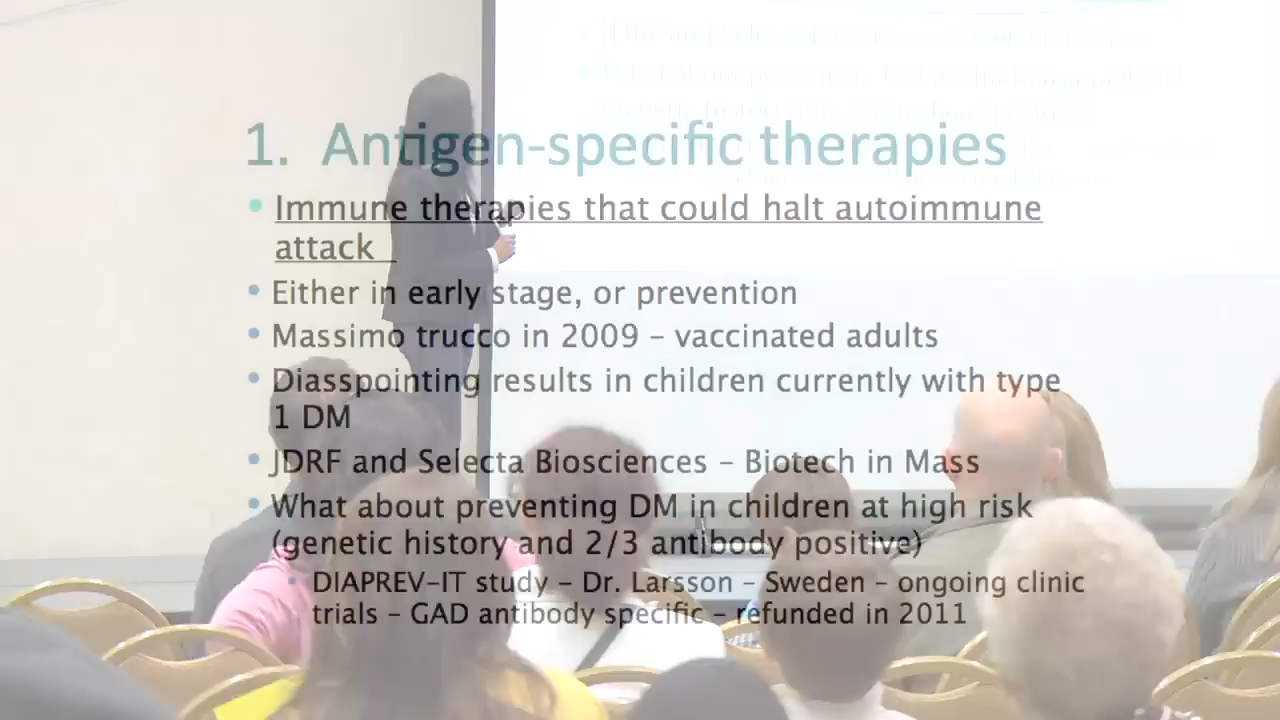 1. Antigen-specific therapies
Immune therapies that could halt autoimmune
attack
Either in early stage, or prevention
Massimo trucco in 2009 – vaccinated adults
Diasspointing results in children currently with type
1 DM
JDRF and Selecta Biosciences – Biotech in Mass
What about preventing DM in children at high risk
(genetic history and 2/3 antibody positive)
DIAPREV-IT study – Dr. Larsson – Sweden – ongoing clinic
trials – GAD antibody specific – refunded in 2011